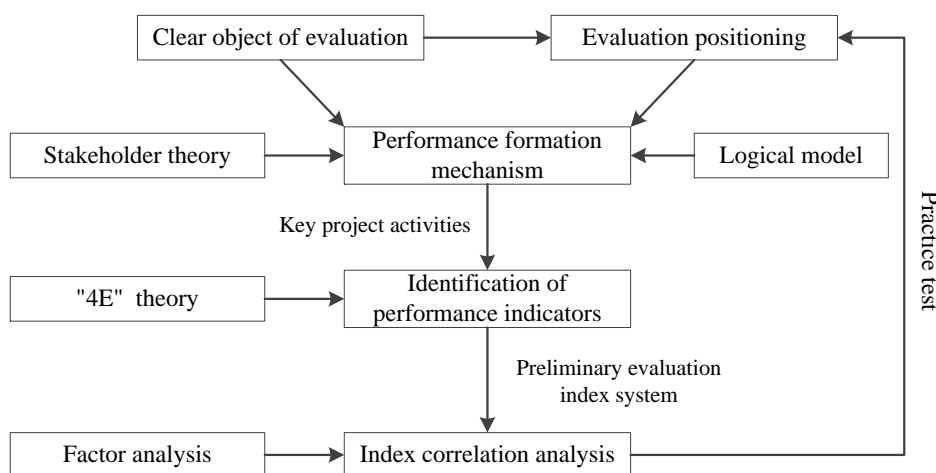 Clear object of evaluation
Evaluation positioning
Stakeholder theory
Performance formation
mechanism
Logical model
Key project activities
Practice test
"4E" theory
Identification of
performance indicators
Preliminary evaluation
index system
Factor analysis
Index correlation analysis